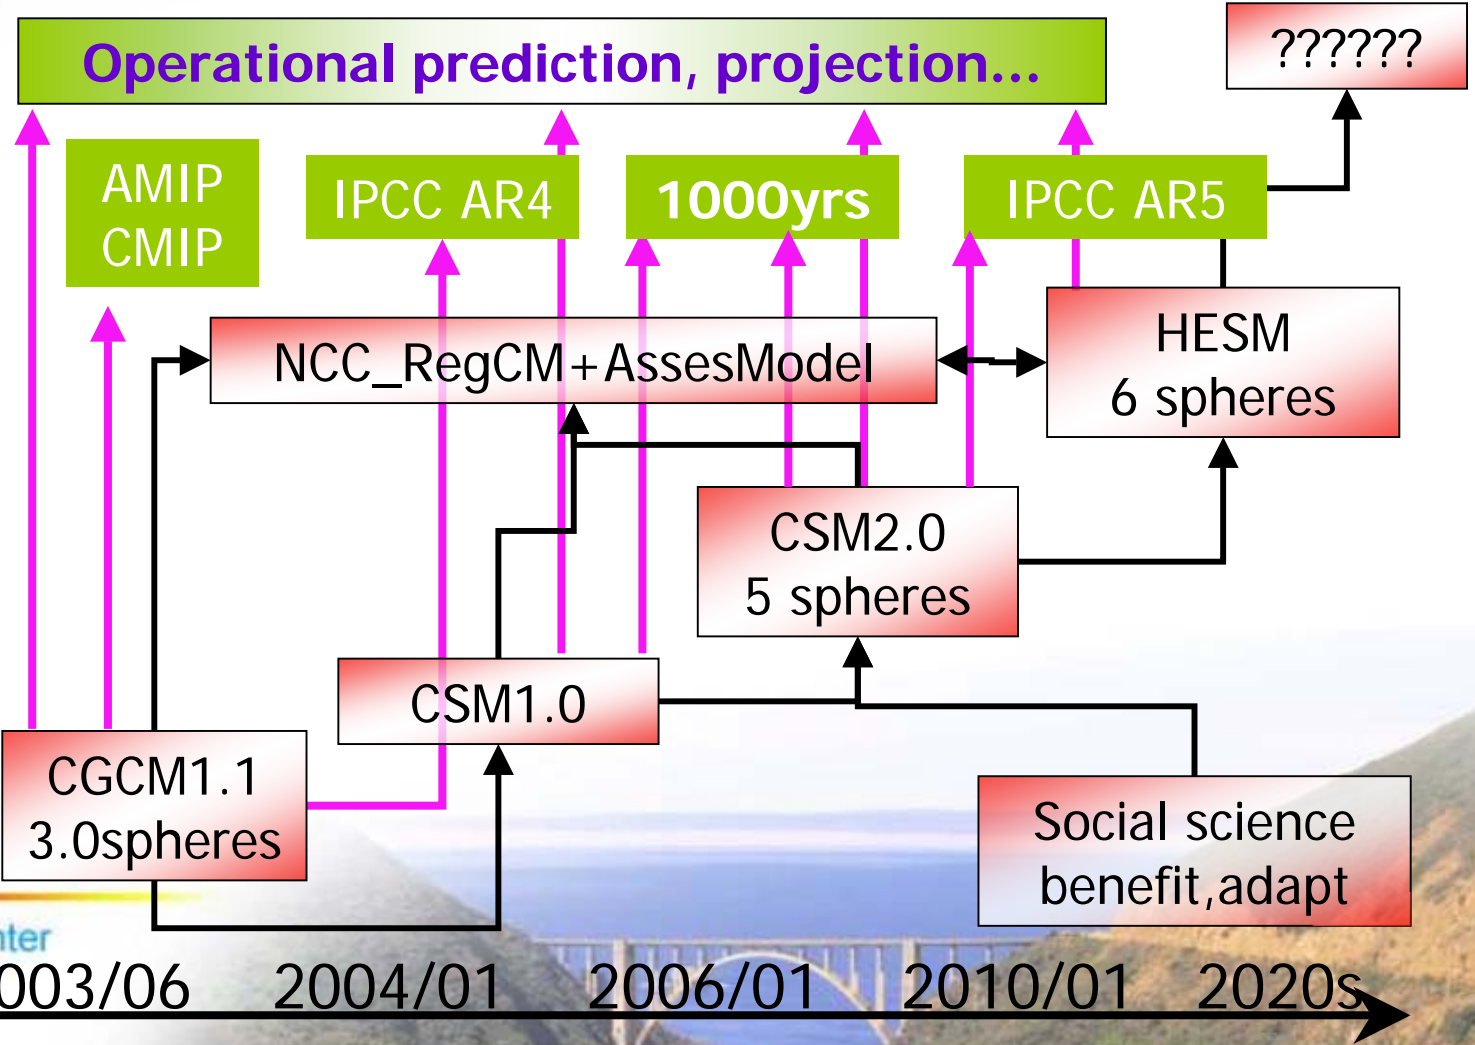 Operational prediction, projection...
??????
AMIP
CMIP
IPCC AR4
1000yrs
IPCC AR5
NCC_RegCM+AssesModel
HESM
6 spheres
CSM2.0
5 spheres
CSM1.0
CGCM1.1
3.0spheres
Social science
benefit,adapt
003/06 2004/01 2006/01 2010/01 2020s